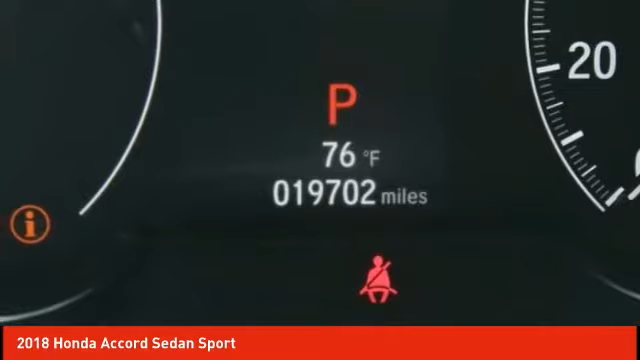 P
76 °F
019702 miles
20
i
2018 Honda Accord Sedan Sport